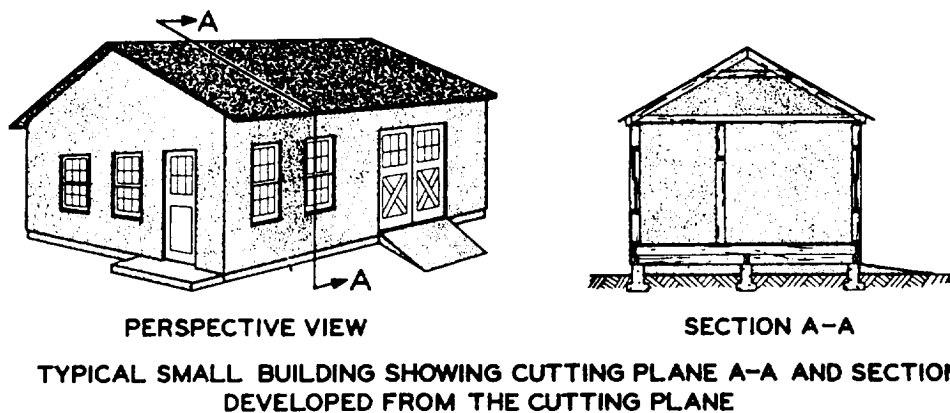 A
A
PERSPECTIVE VIEW
SECTION A-A
TYPICAL SMALL BUILDING SHOWING CUTTING PLANE A-A AND SECTION
DEVELOPED FROM THE CUTTING PLANE